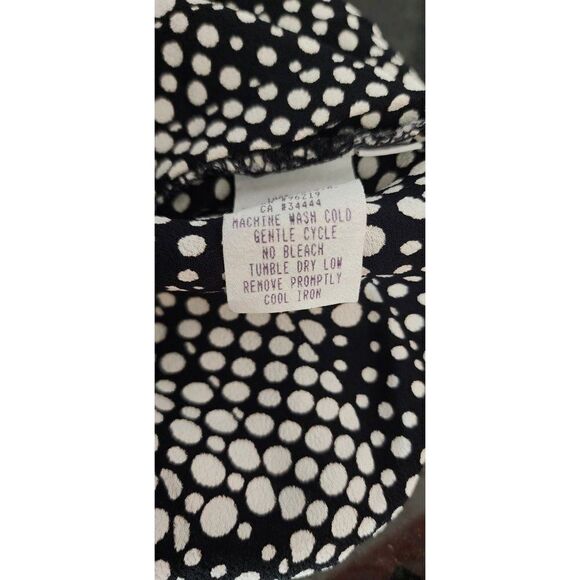 CA #34444
MACHINE WASH COLD
GENTLE CYCLE
NO BLEACH
TUMBLE DRY LOW
REMOVE PROMPTLY
COOL IRON